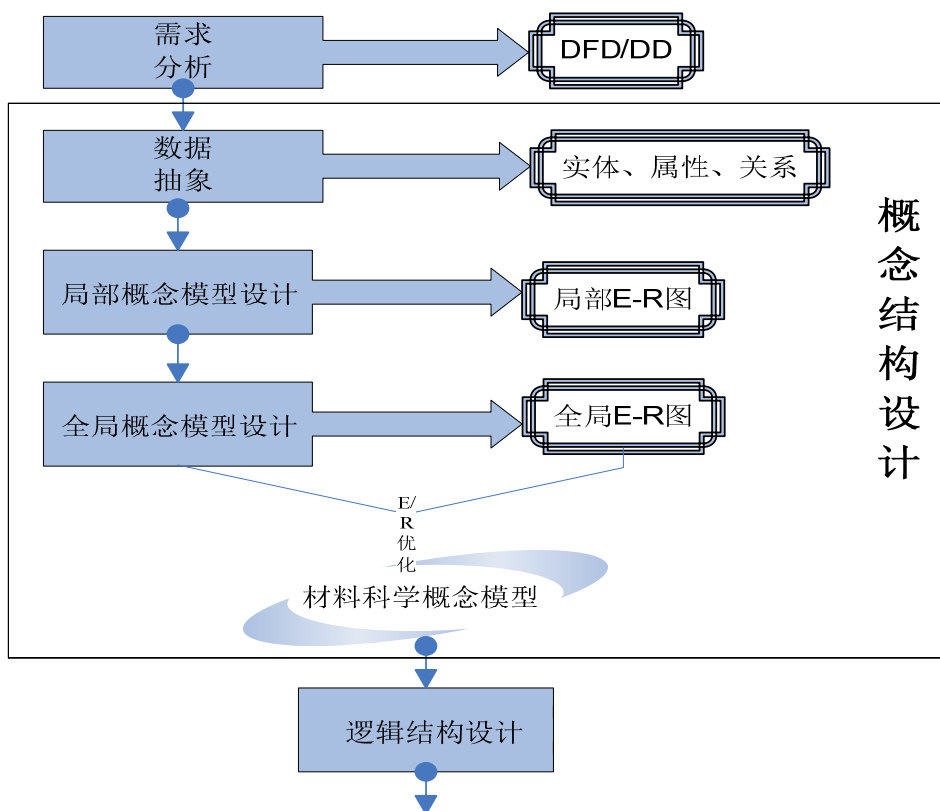 需求
分析
DFD/DD
数据
抽象
实体、属性、关系
局部概念模型设计
局部E-R图
全局概念模型设计
全局E-R图
E/
R
优
化
材料科学概念模型
概
念
结
构
设
计
逻辑结构设计